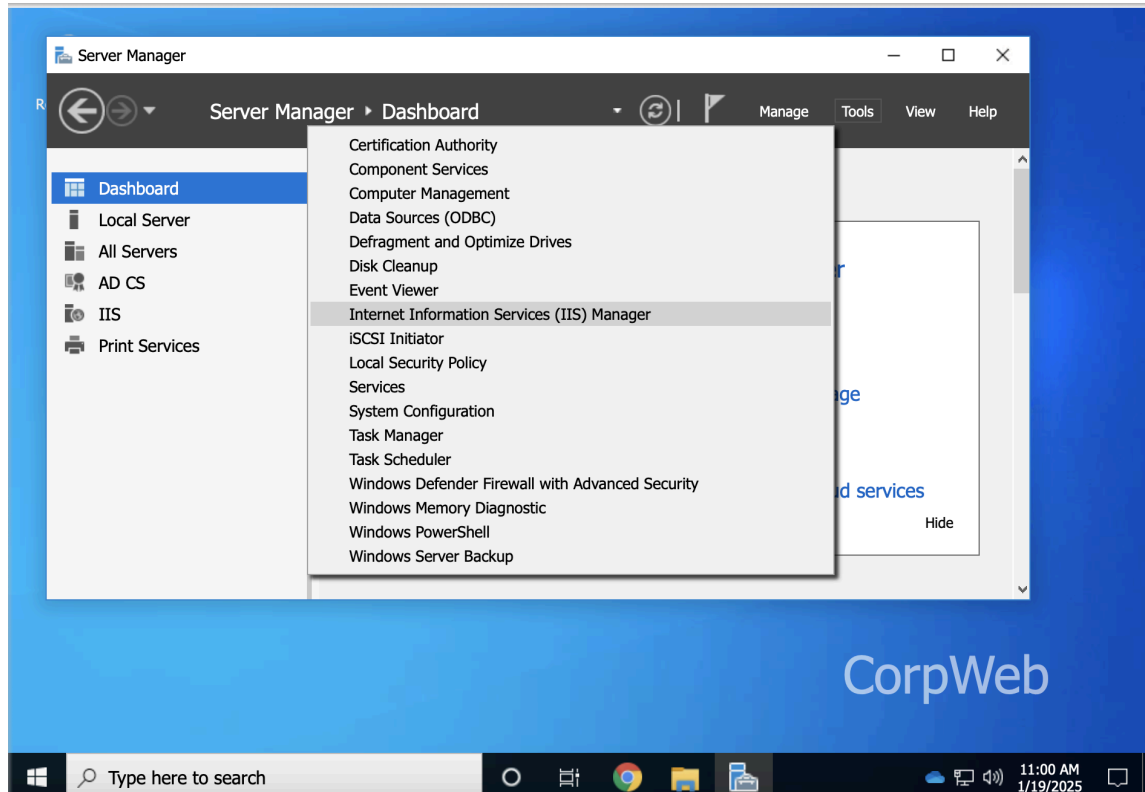 Server Manager
R
Server Manager Dashboard
Manage Tools View Help
Dashboard
Local Server
All Servers
AD CS
IIS
Print Services
Certification Authority
Component Services
Computer Management
Data Sources (ODBC)
Defragment and Optimize Drives
Disk Cleanup
Event Viewer
Internet Information Services (IIS) Manager
iSCSI Initiator
Local Security Policy
Services
System Configuration
Task Manager
Task Scheduler
Windows Defender Firewall with Advanced Security
Windows Memory Diagnostic
Windows PowerShell
Windows Server Backup
services
Hide
CorpWeb
Type here to search
11:00 AM
1/19/2025